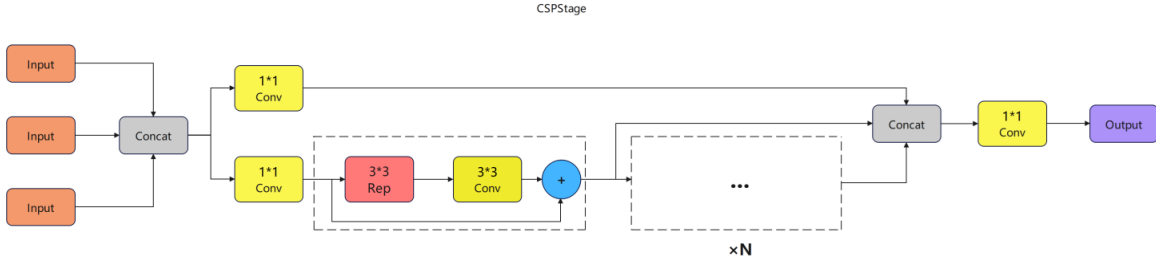 CSPStage
Input
Input
Input
Concat
1*1
Conv
1*1
Conv
3*3
Rep
3*3
Conv
+
...
×N
Concat
1*1
Conv
Output